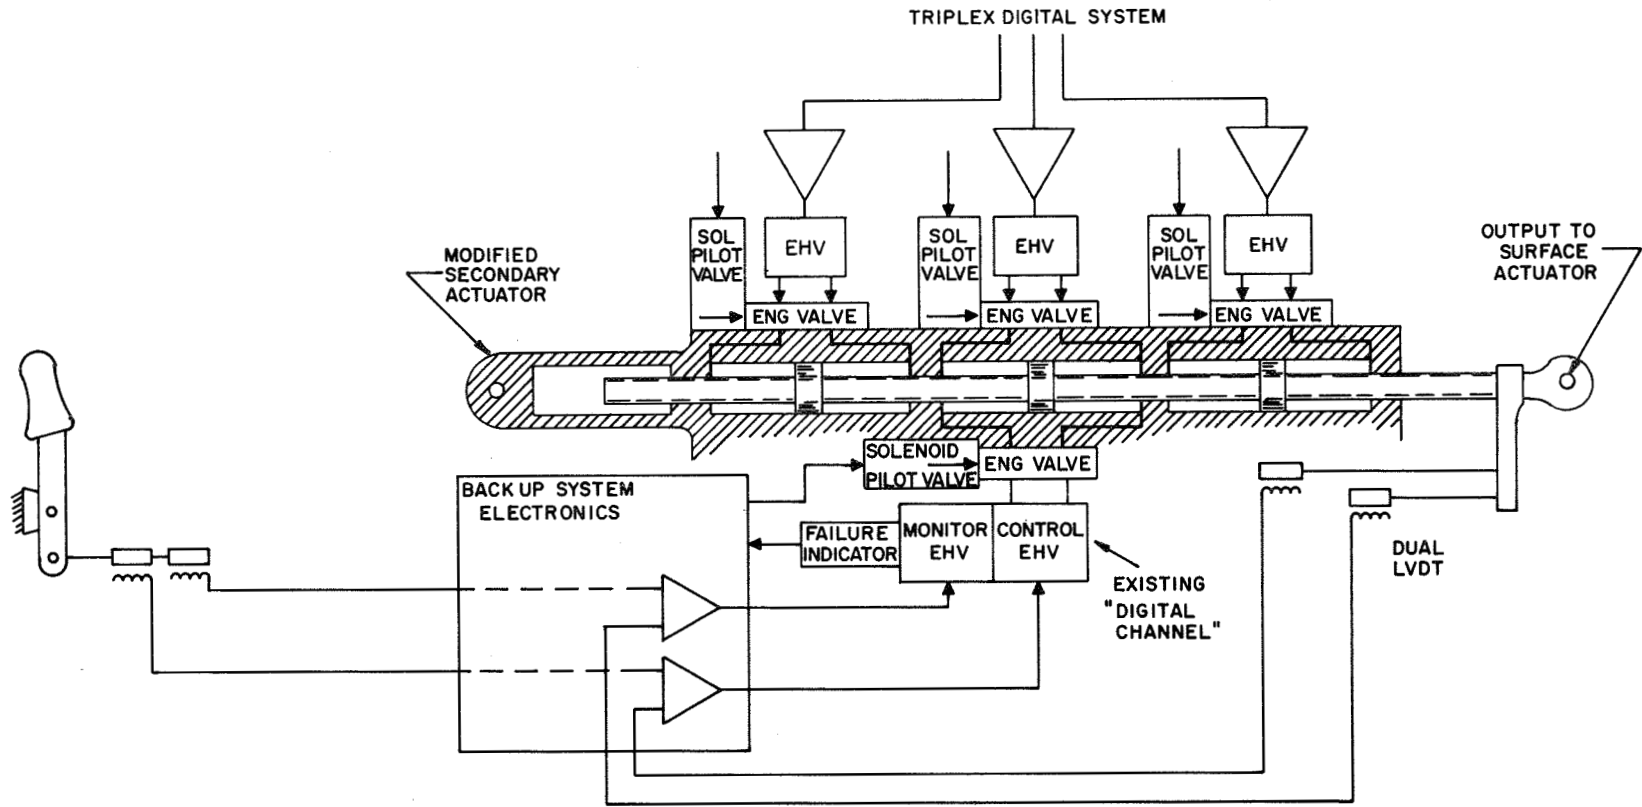 TRIPLEX DIGITAL SYSTEM
SOL
PILOT
VALVE
EHV
SOL
PILOT
VALVE
EHV
SOL
PILOT
VALVE
EHV
OUTPUT TO
SURFACE
ACTUATOR
MODIFIED
SECONDARY
ACTUATOR
ENG VALVE
ENG VALVE
ENG VALVE
SOLENOID
PILOT VALVE
ENG VALVE
BACKUP SYSTEM
ELECTRONICS
FAILURE
INDICATOR
MONITOR
EHV
CONTROL
EHV
DUAL
LVDT
EXISTING
"DIGITAL
CHANNEL"